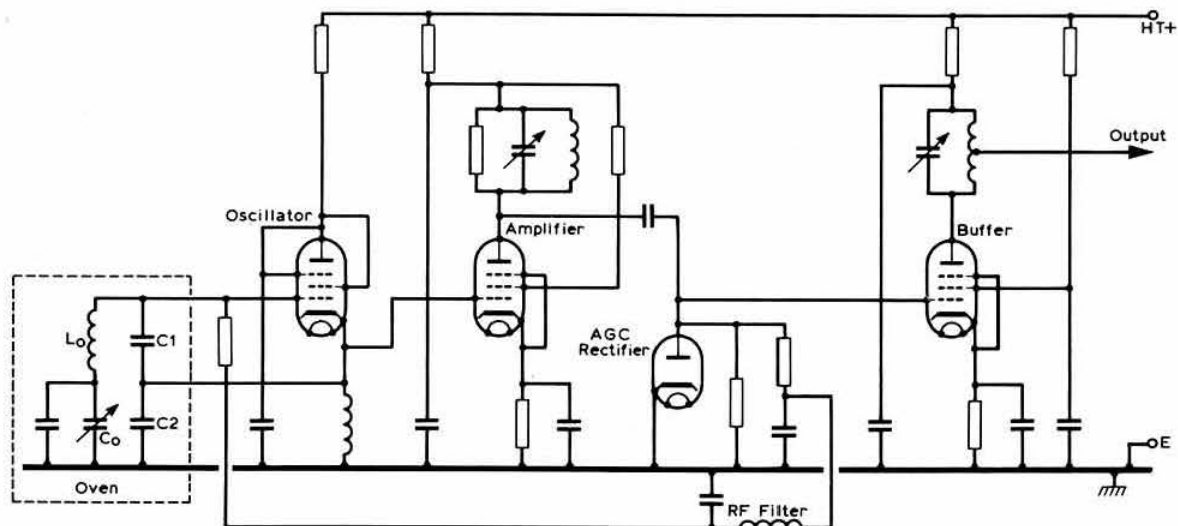 HT+
Output
Oscillator
Amplifier
Buffer
Lo
C1
AGC
Rectifier
Co
C2
E
Oven
RF Filter